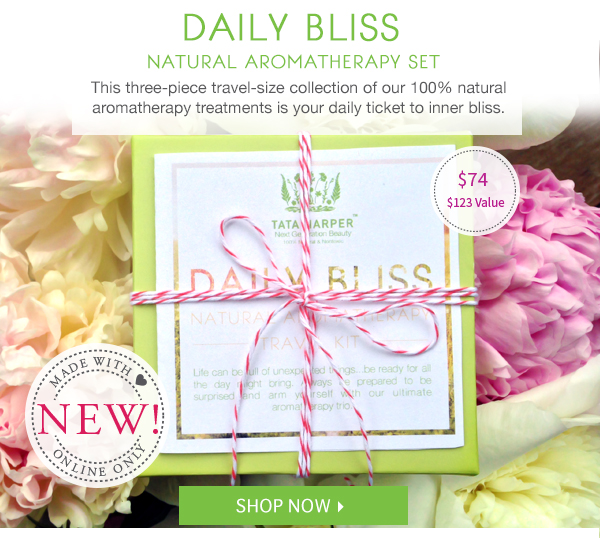 DAILY BLISS
NATURAL AROMATHERAPY SET
This three-piece travel-size collection of our 100% natural
aromatherapy treatments is your daily ticket to inner bliss.
$74
$123 Value
TATA HARPER™
Next Generation Beauty
DAILY BLISS
NATURAL AROMATHERAPY
TRAVEL KIT
Life can be full of unexpected things...be ready for all
the day might bring. Always be prepared to be
surprised and arm yourself with our ultimate
aromatherapy trio.
MADE WITH
NEW!
ONLINE ONLY
SHOP NOW